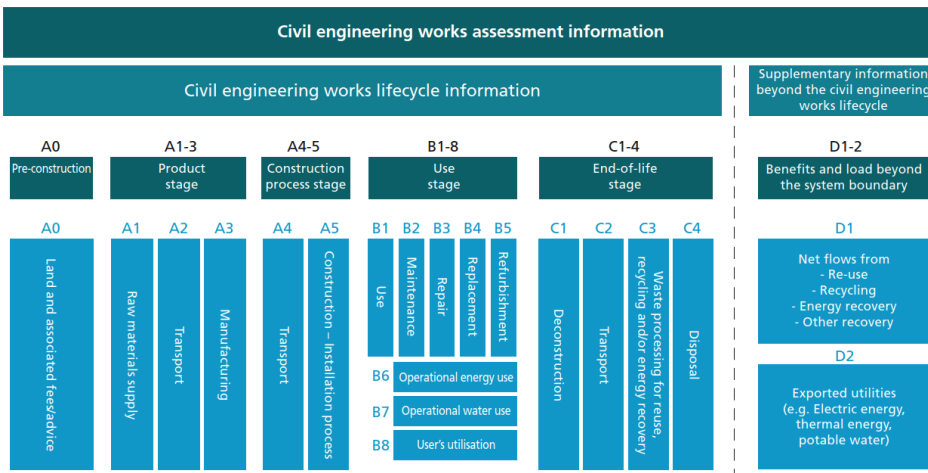 Civil engineering works assessment information
Civil engineering works lifecycle information
Supplementary information
beyond the civil engineering
works lifecycle
A0
A1-3
A4-5
B1-8
C1-4
D1-2
Pre-construction
Product
stage
Construction
process stage
Use
stage
End-of-life
stage
Benefits and load beyond
the system boundary
A0
A1
A2
A3
A4
A5
B1
B2
B3
B4
B5
C1
C2
C3
C4
D1
Land and associated fees/advice
Raw materials supply
Transport
Manufacturing
Transport
Construction – Installation process
Use
Maintenance
Repair
Replacement
Refurbishment
B6
Operational energy use
B7
Operational water use
B8
User's utilisation
Deconstruction
Transport
Waste processing for reuse,
recycling and/or energy recovery
Disposal
Net flows from
- Re-use
- Recycling
- Energy recovery
- Other recovery
D2
Exported utilities
(e.g. Electric energy,
thermal energy,
potable water)